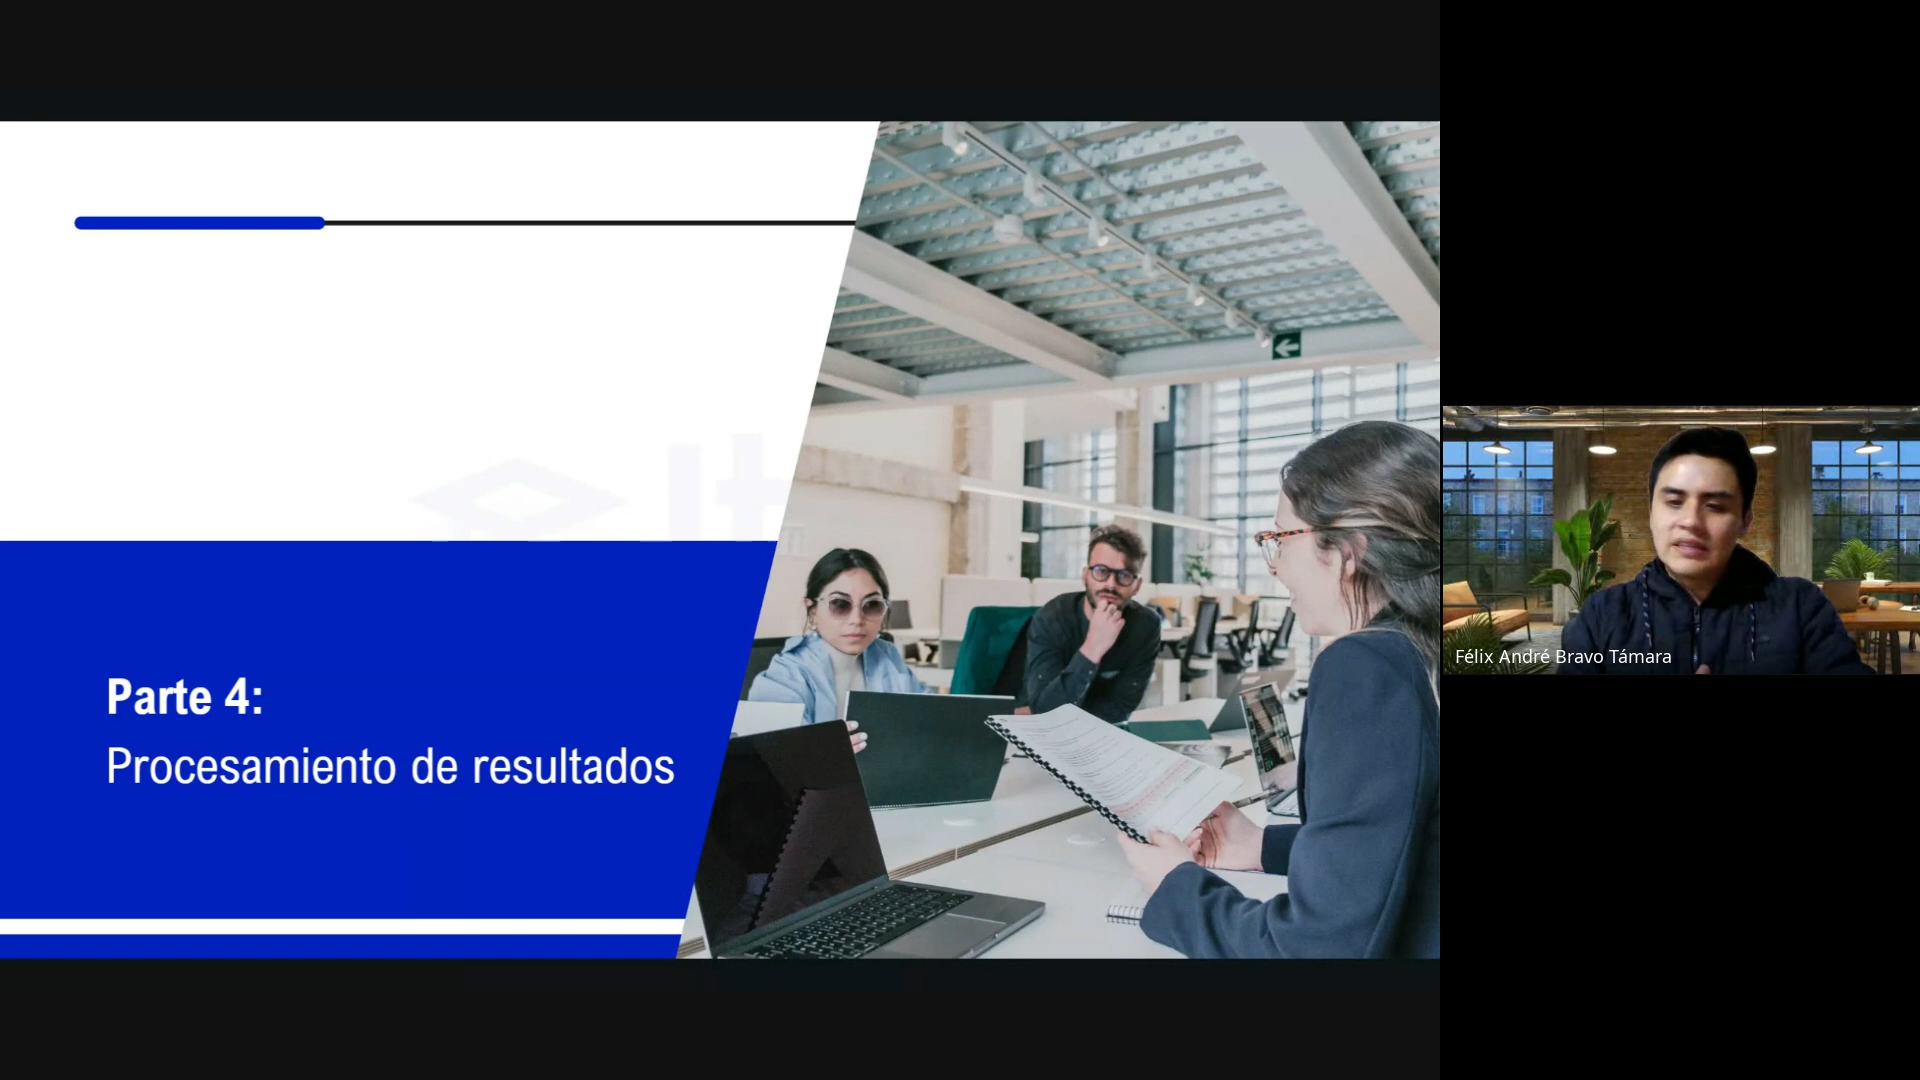 Parte 4:
Procesamiento de resultados
Félix André Bravo Támara